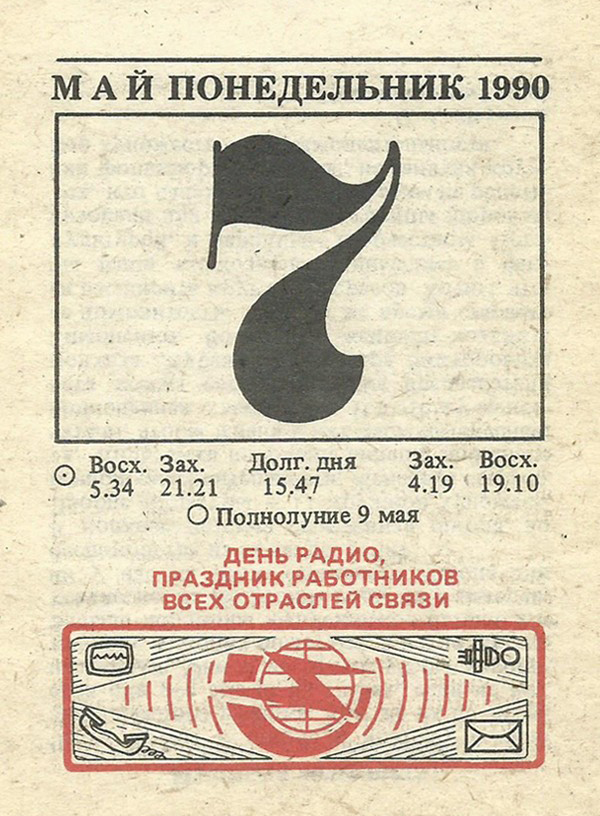 МАЙ ПОНЕДЕЛЬНИК 1990
7
Восх. Зах. Долг. дня Зах. Восх.
5.34 21.21 15.47 4.19 19.10
Полнолуние 9 мая
ДЕНЬ РАДИО,
ПРАЗДНИК РАБОТНИКОВ
ВСЕХ ОТРАСЛЕЙ СВЯЗИ